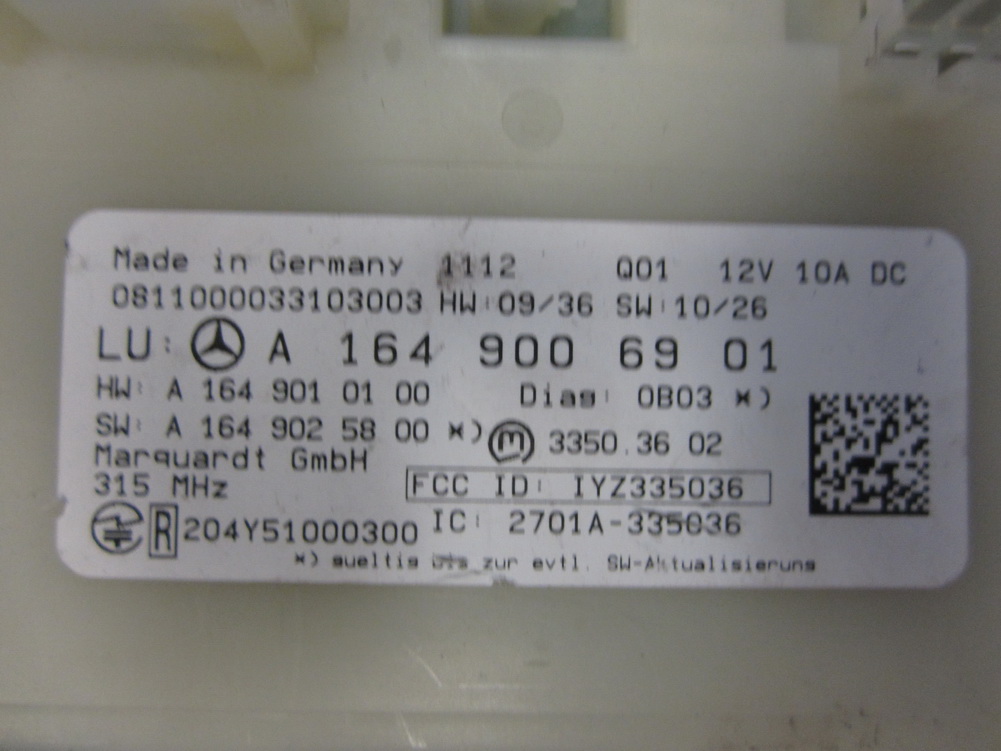 Made in Germany 1112 Q01 12V 10A DC
0811000033103003 HW:09/36 SW:10/26
LU: A 164 900 69 01
HW: A 164 901 01 00 Diag: 0B03 *)
SW: A 164 902 58 00 *) 3350.36 02
Marquardt GmbH
315 MHz FCC ID: IYZ335036
R 204Y51000300 IC: 2701A-335036
*) gueltig bis zur evtl. SW-Aktualisierung